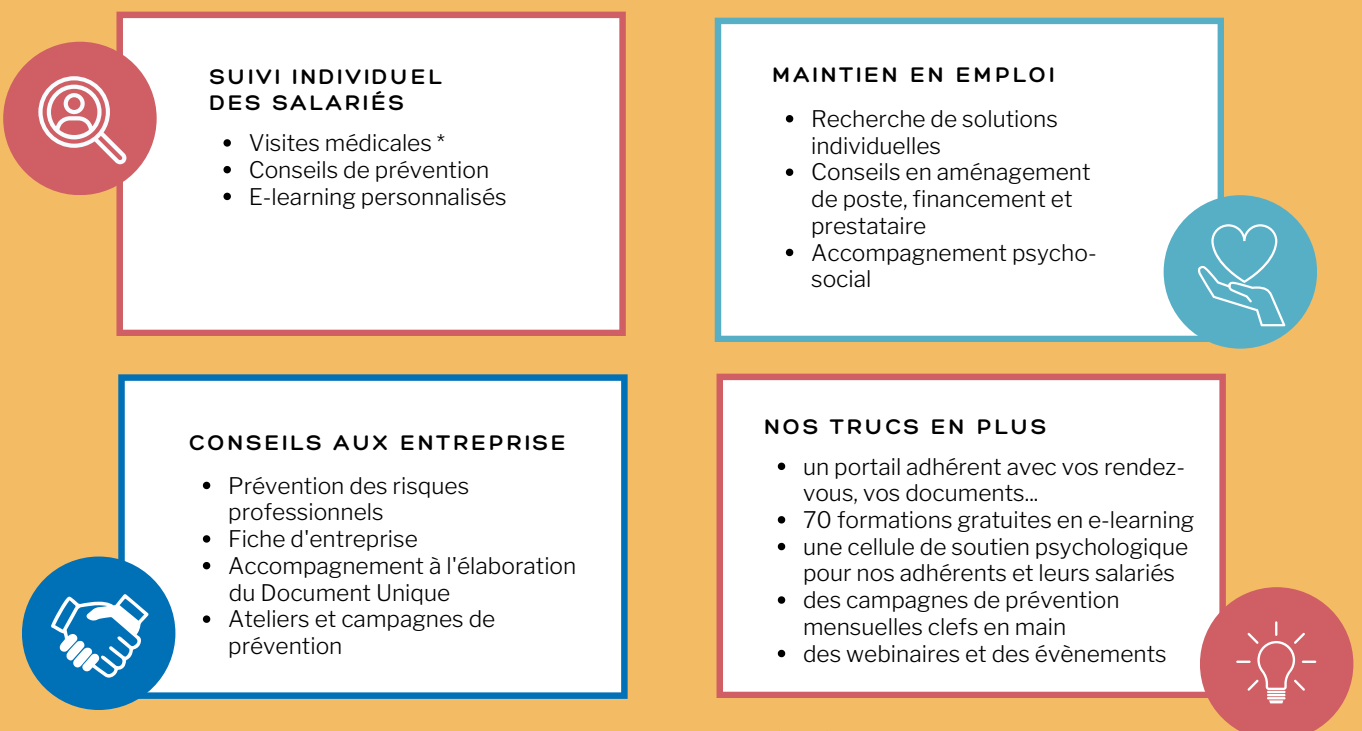 SUIVI INDIVIDUEL
DES SALARIÉS
• Visites médicales *
• Conseils de prévention
• E-learning personnalisés
MAINTIEN EN EMPLOI
• Recherche de solutions
individuelles
• Conseils en aménagement
de poste, financement et
prestataire
• Accompagnement psycho-
social
CONSEILS AUX ENTREPRISE
• Prévention des risques
professionnels
• Fiche d'entreprise
• Accompagnement à l'élaboration
du Document Unique
• Ateliers et campagnes de
prévention
NOS TRUCS EN PLUS
• un portail adhérent avec vos rendez-
vous, vos documents...
• 70 formations gratuites en e-learning
• une cellule de soutien psychologique
pour nos adhérents et leurs salariés
• des campagnes de prévention
mensuelles clefs en main
• des webinaires et des évènements